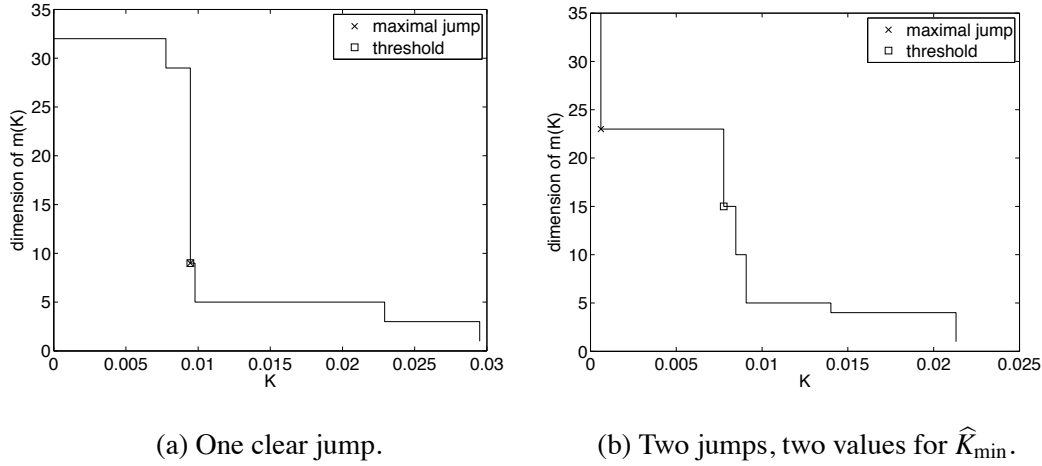 35
30
25
20
15
10
5
0
dimension of m(K)
maximal jump
threshold
0 0.005 0.01 0.015 0.02 0.025 0.03
K
(a) One clear jump.
35
30
25
20
15
10
5
0
dimension of m(K)
maximal jump
threshold
0.005 0.01 0.015 0.02 0.025
K
(b) Two jumps, two values for K̂min.